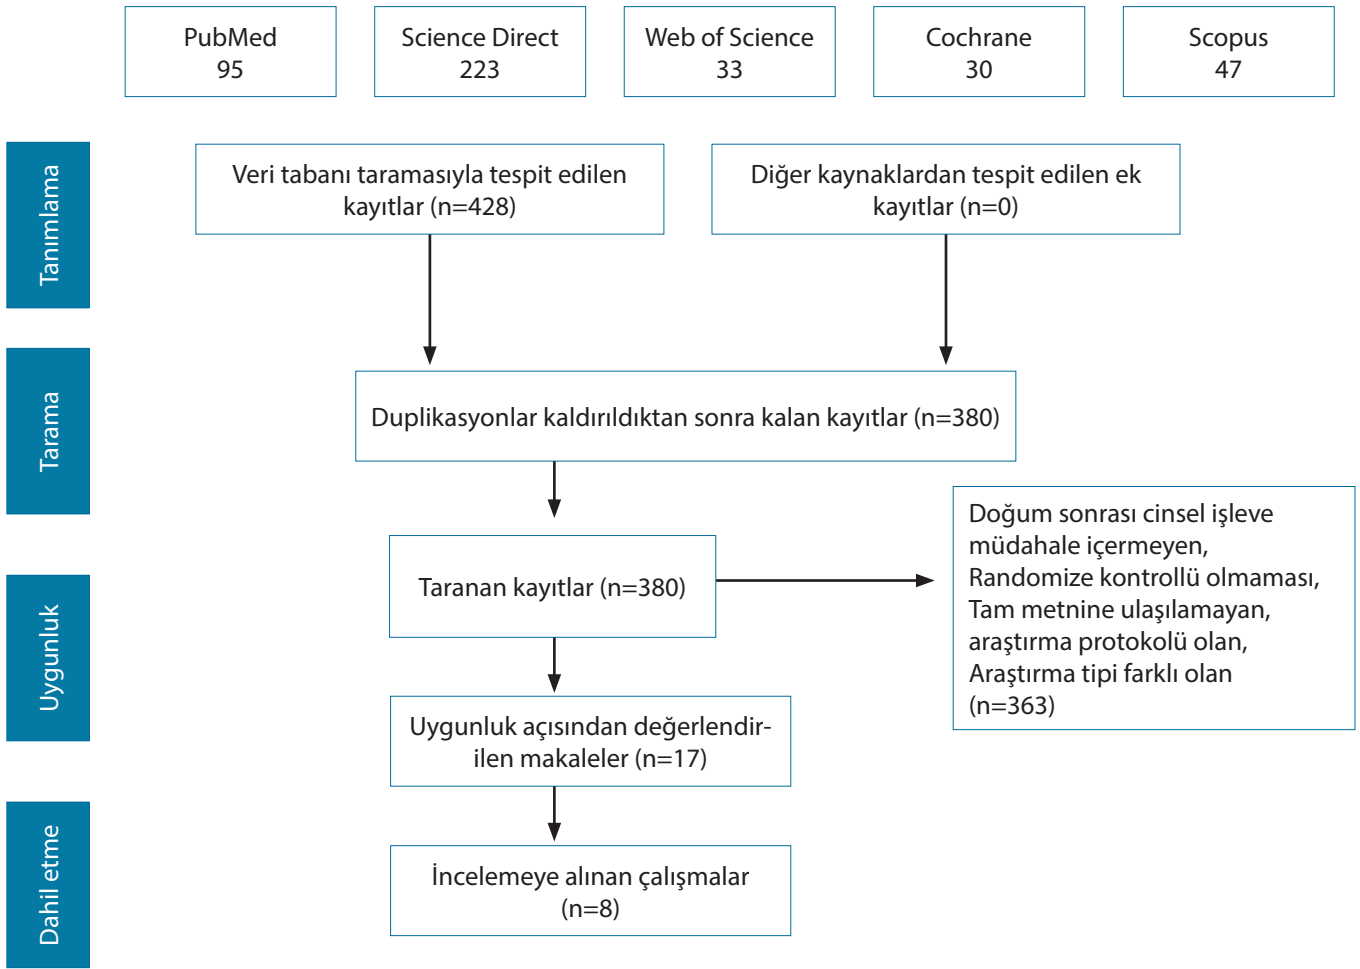 PubMed
95
Science Direct
223
Web of Science
33
Cochrane
30
Scopus
47
Tanımlama
Veri tabanı taramasıyla tespit edilen
kayıtlar (n=428)
Diğer kaynaklardan tespit edilen ek
kayıtlar (n=0)
Tarama
Duplikasyonlar kaldırıldıktan sonra kalan kayıtlar (n=380)
Uygunluk
Taranan kayıtlar (n=380)
Doğum sonrası cinsel işleve
müdahale içermeyen,
Randomize kontrollü olmaması,
Tam metnine ulaşılamayan,
araştırma protokolü olan,
Araştırma tipi farklı olan
(n=363)
Uygunluk açısından değerlendir-
ilen makaleler (n=17)
Dahil etme
İncelemeye alınan çalışmalar
(n=8)